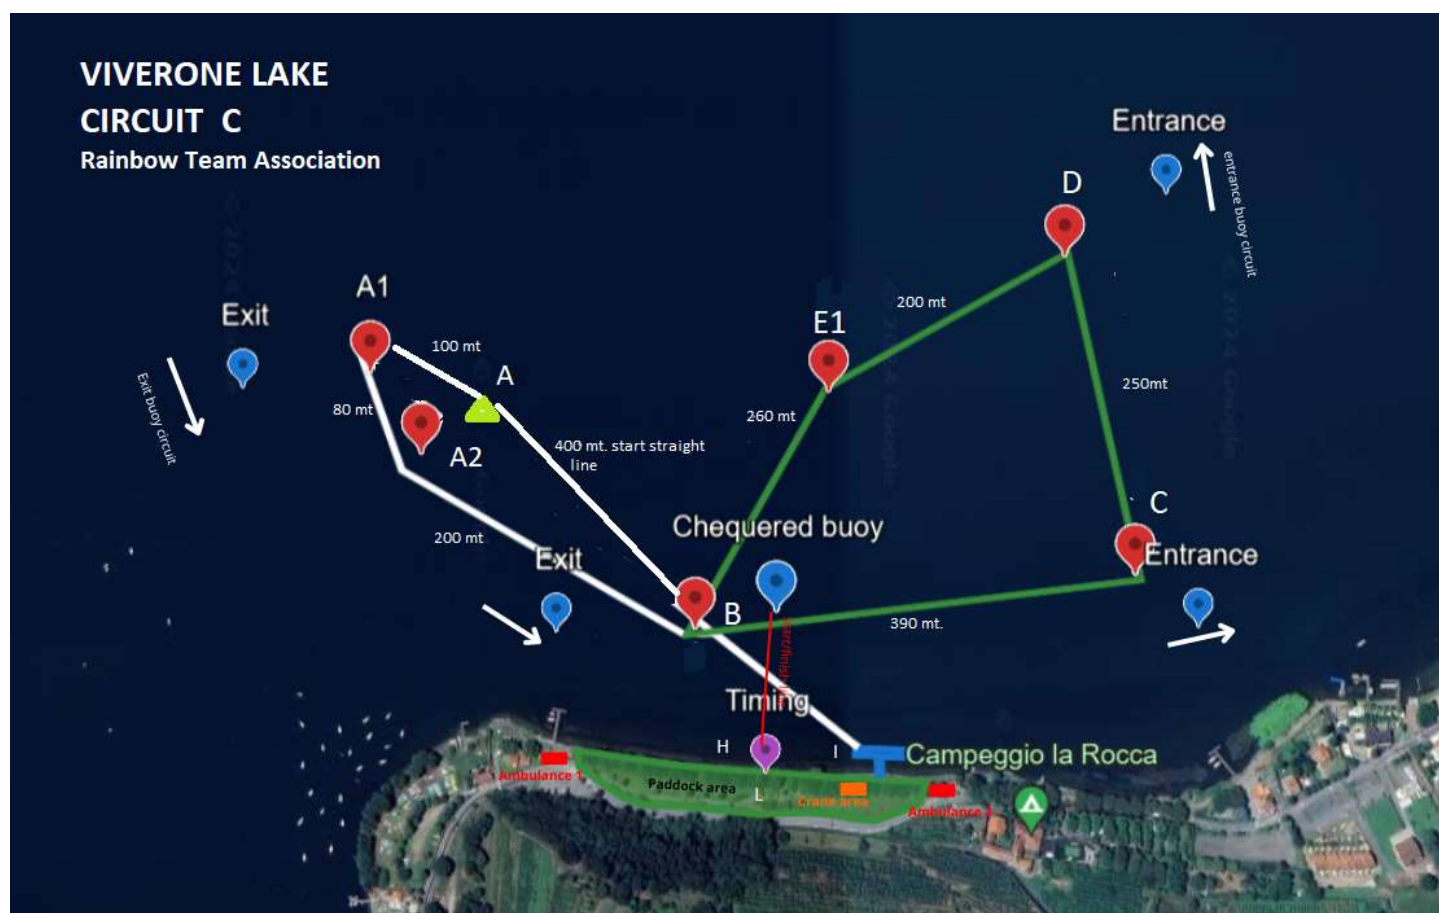 VIVERONE LAKE
CIRCUIT C
Rainbow Team Association
Entrance
D
entrance buoy circuit
A1
Exit
200 mt
E1
100 mt
A
250mt
Exit buoy circuit
80 mt
260 mt
400 mt. start straight
line
A2
C
Chequered buoy
200 mt
Exit
Entrance
B
390 mt.
Timing
H
I
Campeggio la Rocca
Ambulance 1
Paddock area
L
Crane area